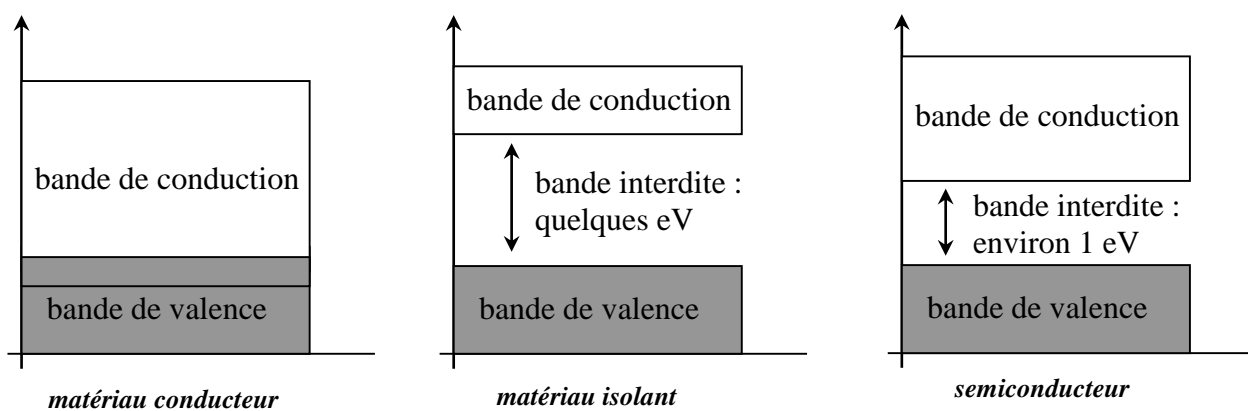 bande de conduction
bande de valence
matériau conducteur
bande de conduction
bande interdite :
quelques eV
bande de valence
matériau isolant
bande de conduction
bande interdite :
environ 1 eV
bande de valence
semiconducteur